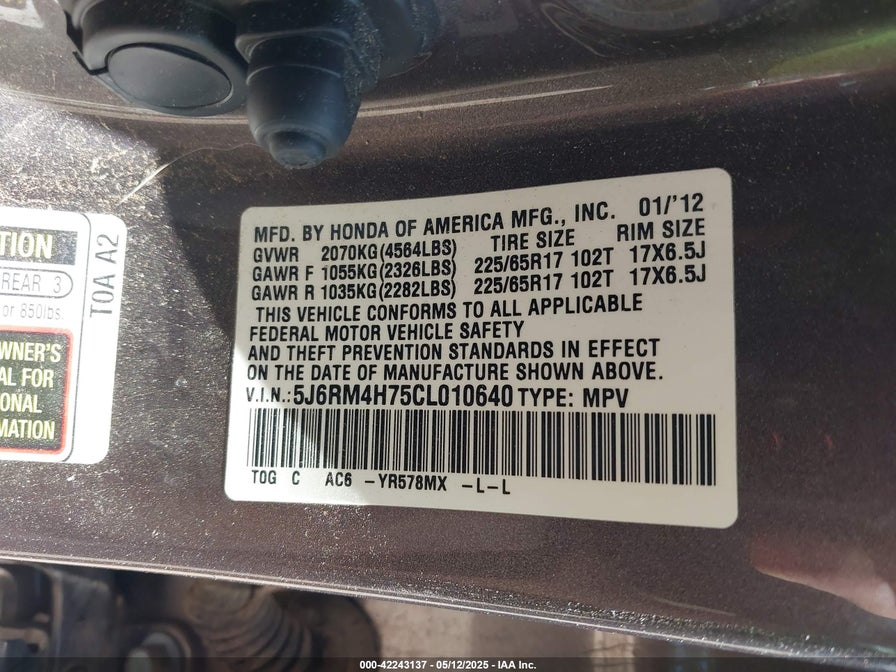 MFD. BY HONDA OF AMERICA MFG., INC. 01/'12
GVWR 2070KG(4564LBS) TIRE SIZE RIM SIZE
GAWR F 1055KG(2326LBS) 225/65R17 102T 17X6.5J
GAWR R 1035KG(2282LBS) 225/65R17 102T 17X6.5J
THIS VEHICLE CONFORMS TO ALL APPLICABLE
FEDERAL MOTOR VEHICLE SAFETY
AND THEFT PREVENTION STANDARDS IN EFFECT
ON THE DATE OF MANUFACTURE SHOWN ABOVE.
V.I.N.:5J6RM4H75CL010640 TYPE: MPV
TOG C AC6 -YR578MX -L-L
TION
REAR 3
or 850lbs.
WNER'S
AL FOR
ONAL
MATION
T0A A2
000-42243137 - 05/12/2025 - IAA Inc.